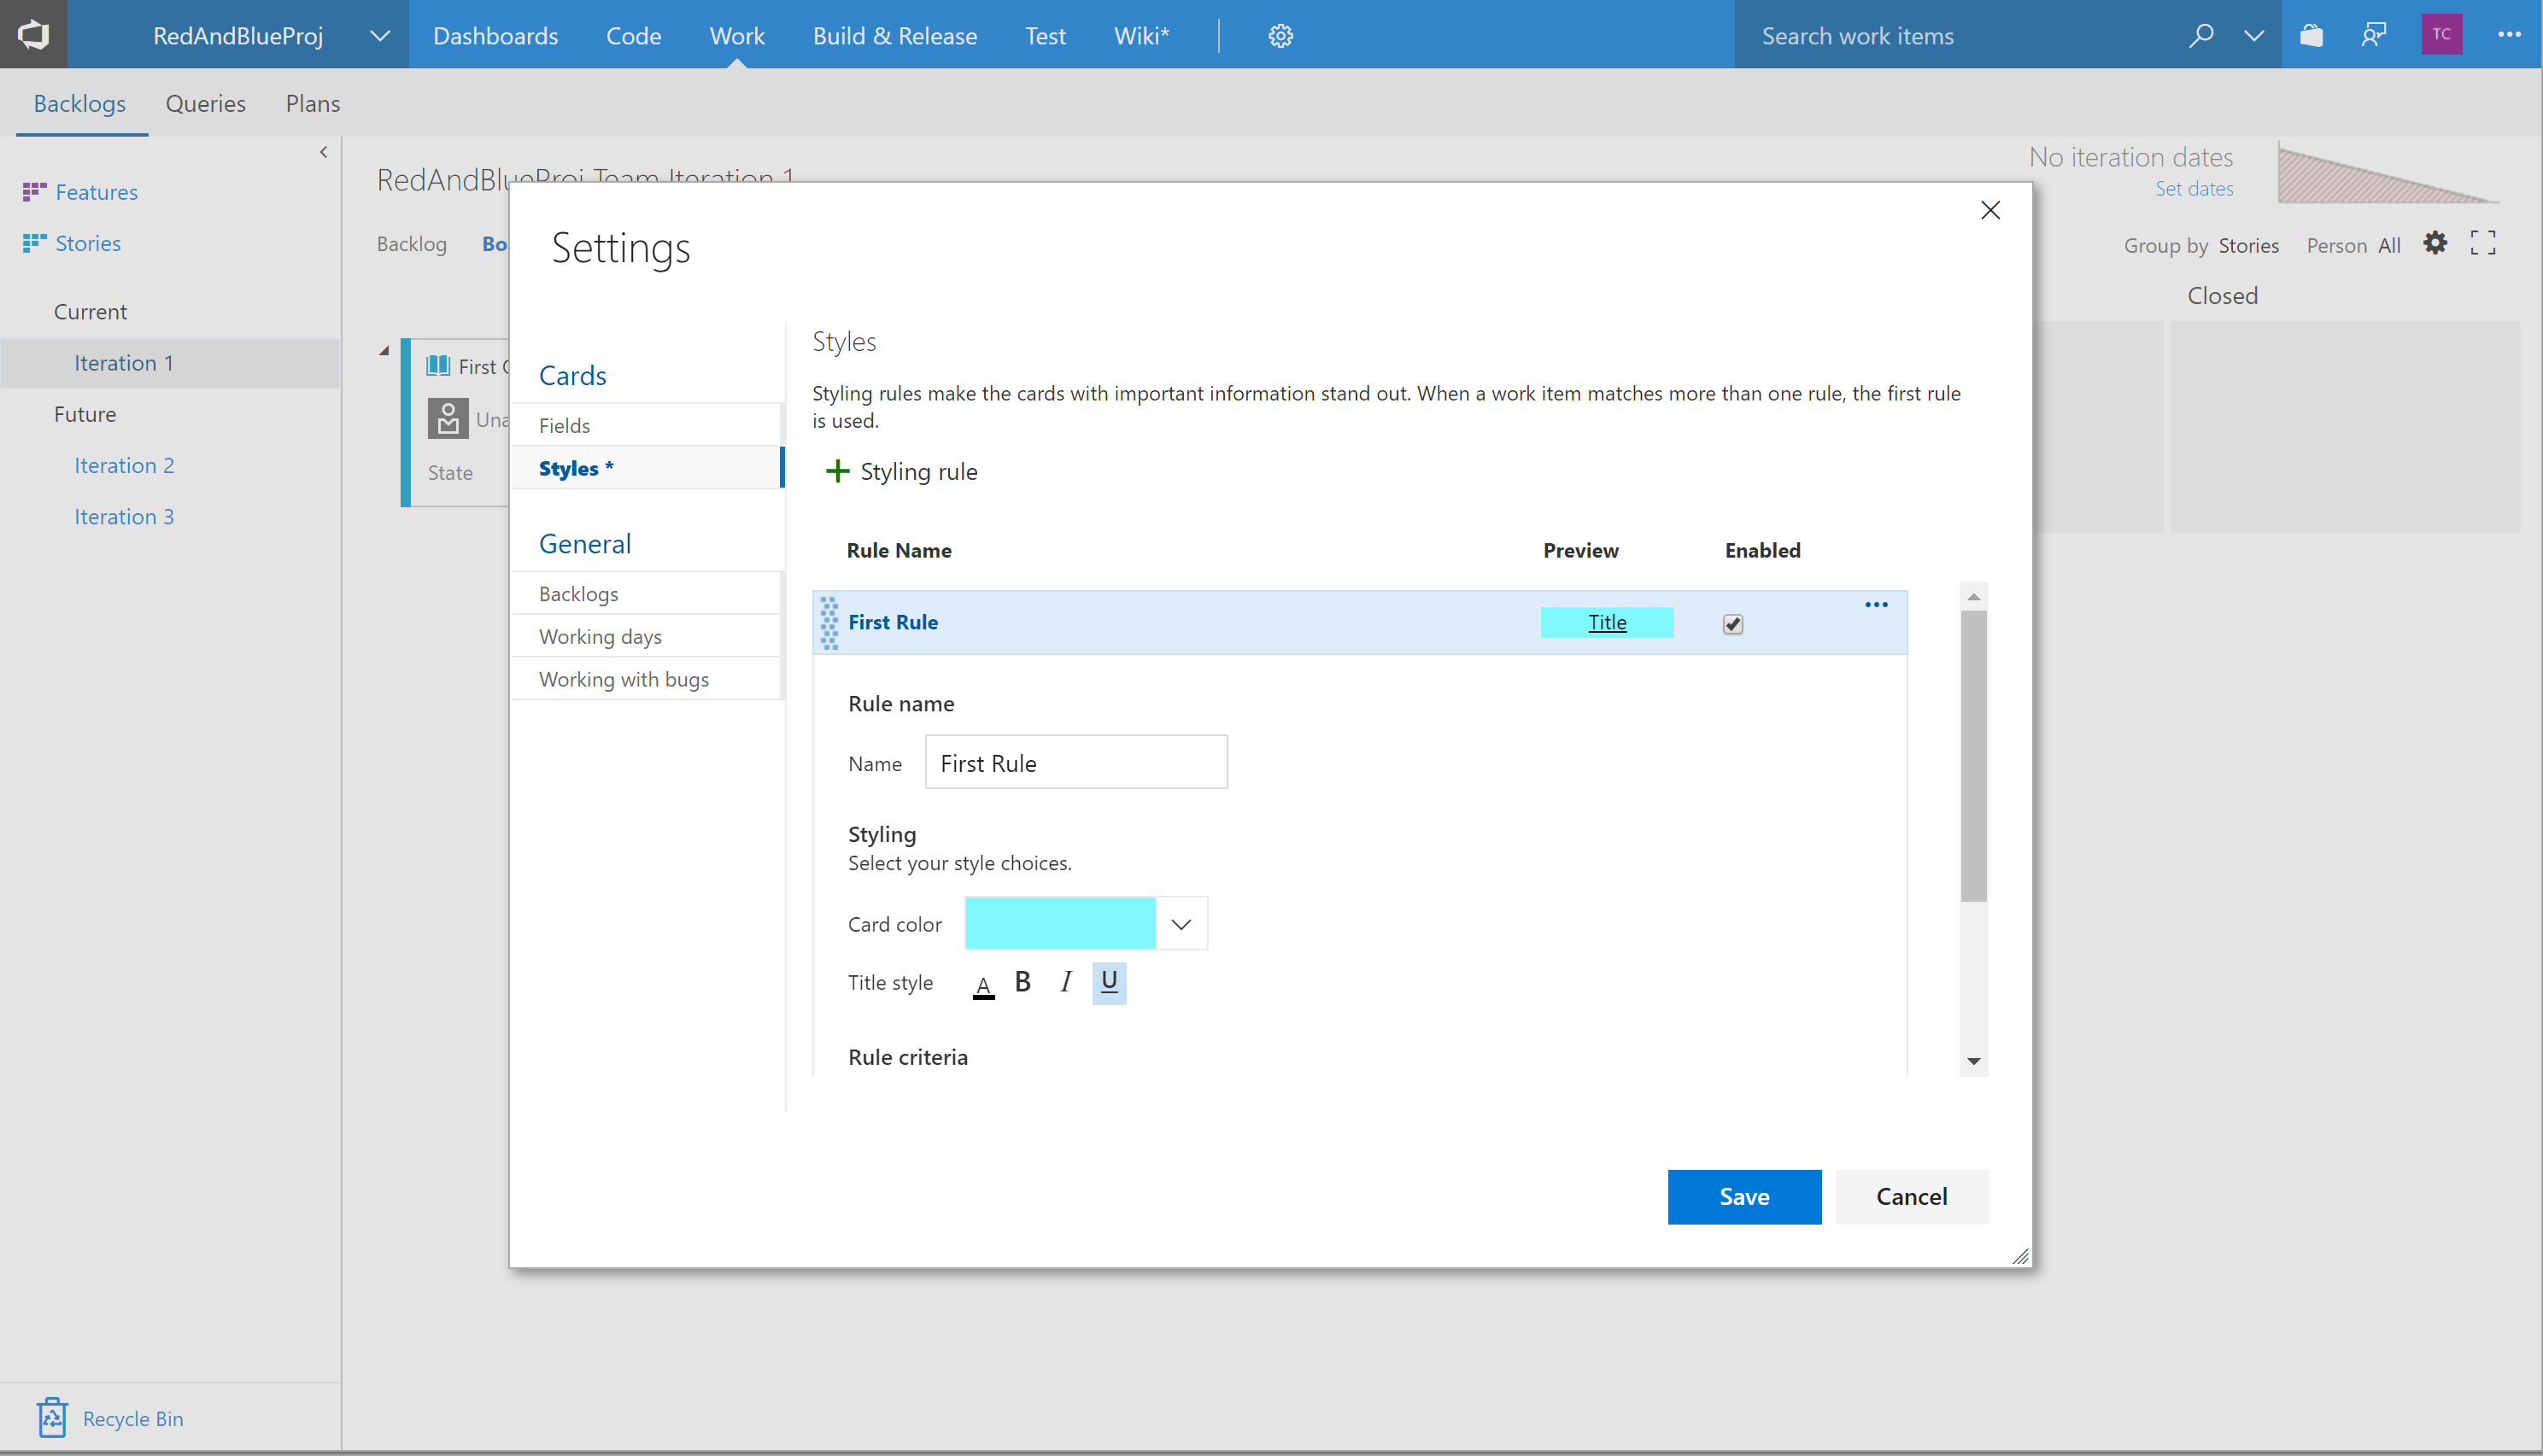 RedAndBlueProj
Dashboards
Code
Work
Build & Release
Test
Wiki*
Search work items
TC
Backlogs
Queries
Plans
Features
Stories
Current
Iteration 1
Future
Iteration 2
Iteration 3
Recycle Bin
RedAndBlueProj Team Iteration 1
No iteration dates
Set dates
Backlog
Bo
Group by Stories
Person All
Closed
First
Una
State
Settings
Cards
Fields
Styles *
General
Backlogs
Working days
Working with bugs
Styles
Styling rules make the cards with important information stand out. When a work item matches more than one rule, the first rule
is used.
Styling rule
Rule Name
Preview
Enabled
First Rule
Title
Rule name
Name
First Rule
Styling
Select your style choices.
Card color
Title style
A
B
I
U
Rule criteria
Save
Cancel